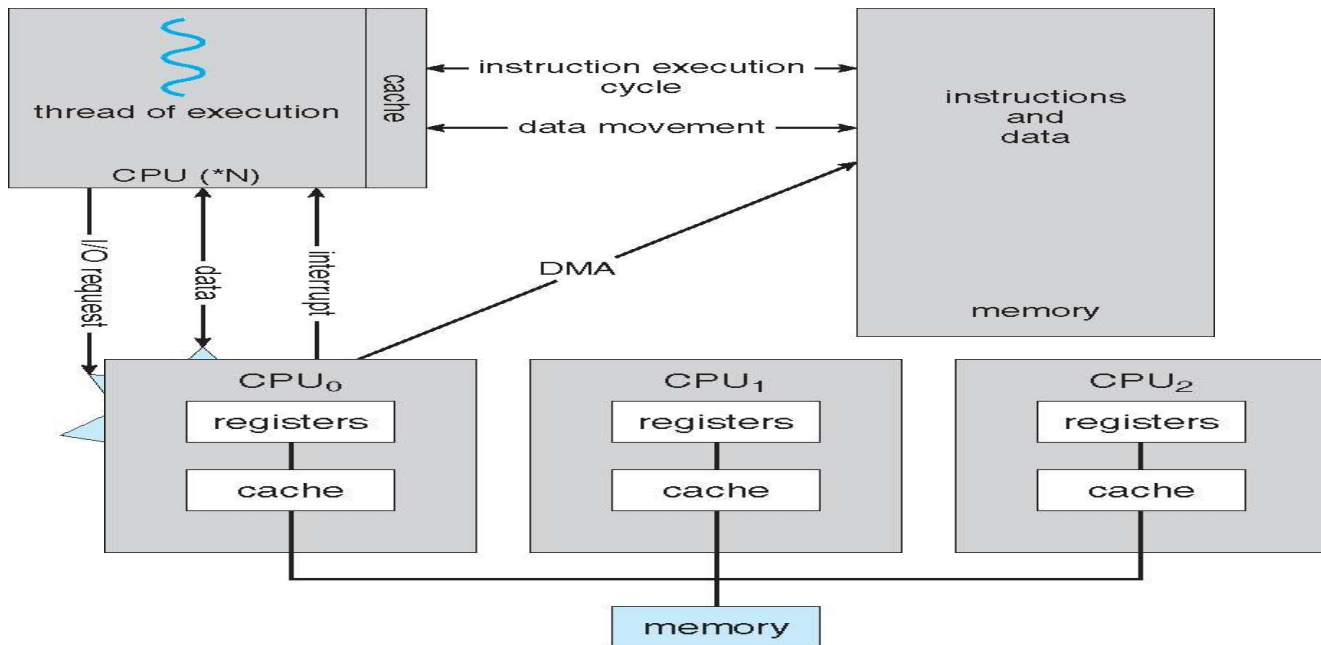 thread of execution
CPU (*N)
cache
instruction execution
cycle
data movement
instructions
and
data
memory
I/O request
data
interrupt
DMA
CPU₀
registers
cache
CPU₁
registers
cache
CPU₂
registers
cache
memory